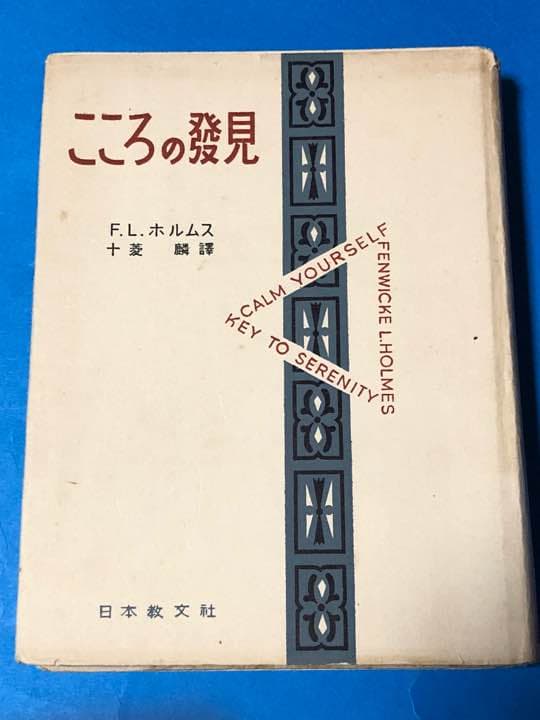 こころの發見
F.L.ホルムス
十菱 麟譯
CALM YOURSELF
KEY TO SERENITY
FENWICKE L.HOLMES
日本教文社